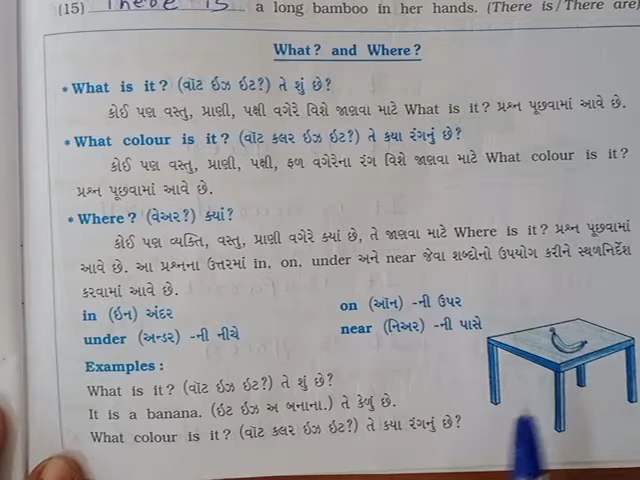 (15) There is a long bamboo in her hands. (There is/There are)
What? and Where?
* What is it? (વૉટ ઇઝ ઇટ?) તે શું છે?
કોઈ પણ વસ્તુ, પ્રાણી, પક્ષી વગેરે વિશે જાણવા માટે What is it? પ્રશ્ન પૂછવામાં આવે છે.
* What colour is it? (વૉટ કલર ઇઝ ઇટ?) તે કયા રંગનું છે?
કોઈ પણ વસ્તુ, પ્રાણી, પક્ષી, ફળ વગેરેના રંગ વિશે જાણવા માટે What colour is it?
પ્રશ્ન પૂછવામાં આવે છે.
* Where? (વેઅર?) ક્યાં?
કોઈ પણ વ્યક્તિ, વસ્તુ, પ્રાણી વગેરે ક્યાં છે, તે જાણવા માટે Where is it? પ્રશ્ન પૂછવામાં
આવે છે. આ પ્રશ્નના ઉત્તરમાં in, on, under અને near જેવા શબ્દોનો ઉપયોગ કરીને સ્થળનિર્દેશ
કરવામાં આવે છે.
in (ઇન) અંદર on (ઑન) -ની ઉપર
under (અન્ડર) -ની નીચે near (નિઅર) -ની પાસે
Examples :
What is it? (વૉટ ઇઝ ઇટ?) તે શું છે?
It is a banana. (ઇટ ઇઝ અ બનાના.) તે કેળું છે.
What colour is it? (વૉટ કલર ઇઝ ઇટ?) તે કયા રંગનું છે?